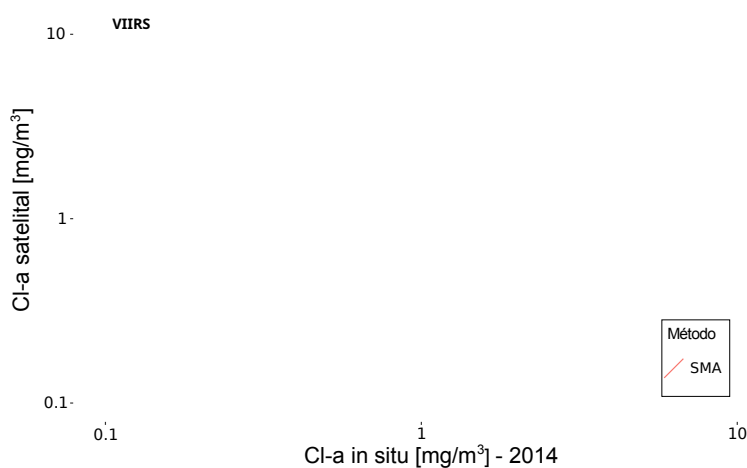 VIIRS
10
Cl-a satelital [mg/m³]
1
0.1
Método
SMA
0.1 1 10
Cl-a in situ [mg/m³] - 2014